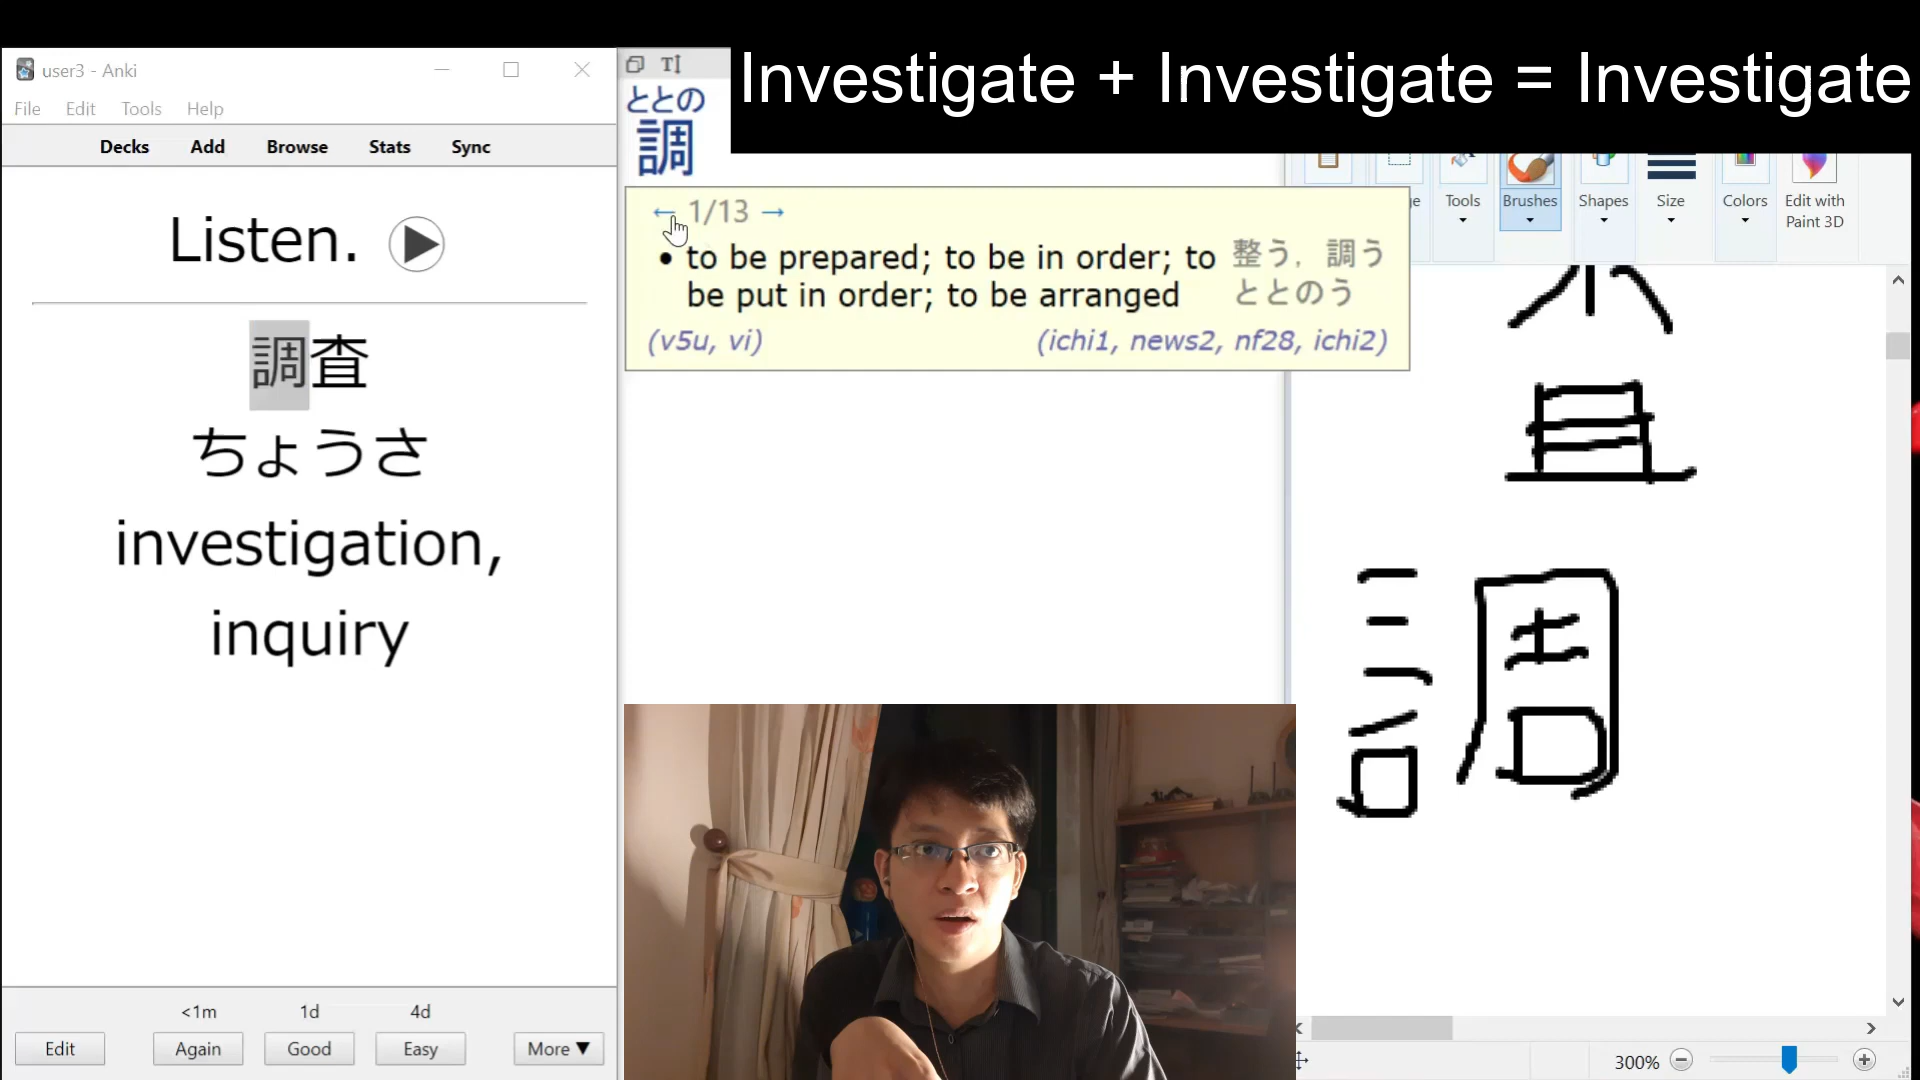 Investigate + Investigate = Investigate
user3 - Anki
File Edit Tools Help
Decks Add Browse Stats Sync
Listen.
調査
ちょうさ
investigation,
inquiry
<1m 1d 4d
Edit Again Good Easy More ▼
ととの
調
← 1/13 →
• to be prepared; to be in order; to
be put in order; to be arranged
整う, 調う
ととのう
(v5u, vi) (ichi1, news2, nf28, ichi2)
Tools Brushes Shapes Size Colors Edit with
Paint 3D
査
調
300%